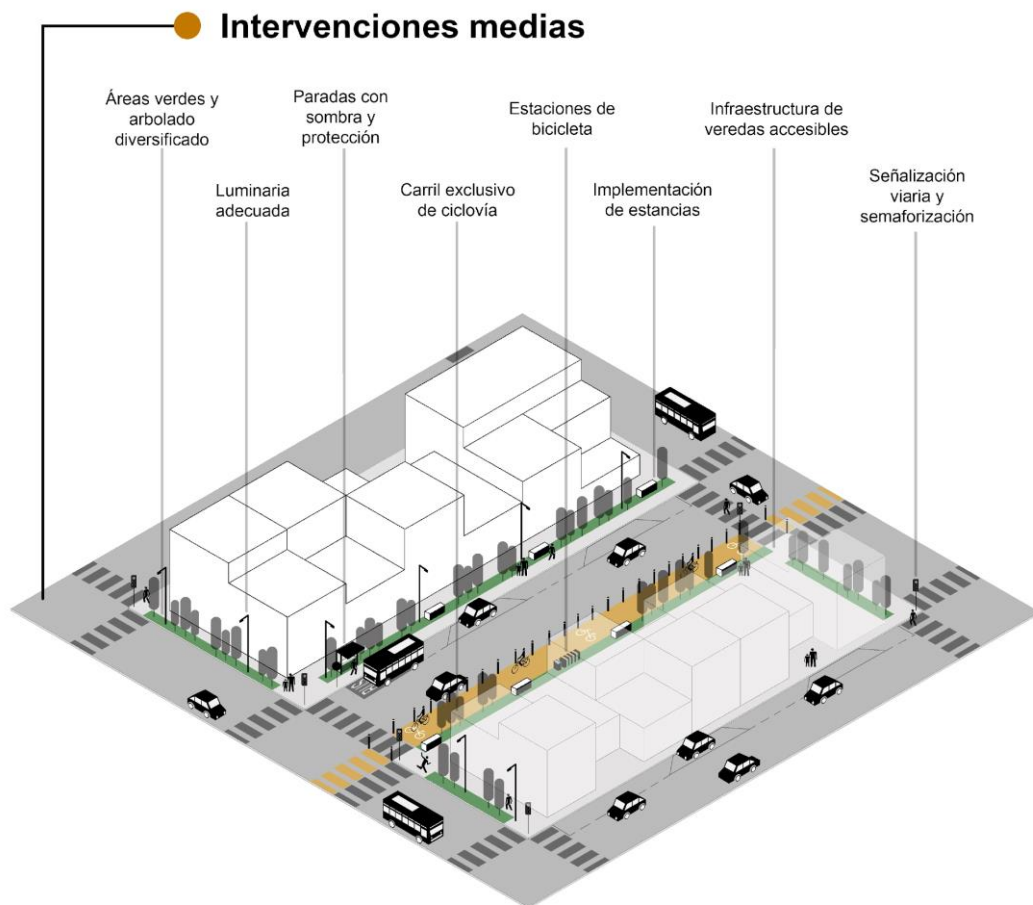 Intervenciones medias
Áreas verdes y
arbolado
diversificado
Paradas con
sombra y
protección
Estaciones de
bicicleta
Infraestructura de
veredas accesibles
Luminaria
adecuada
Carril exclusivo
de ciclovía
Implementación
de estancias
Señalización
viaria y
semaforización